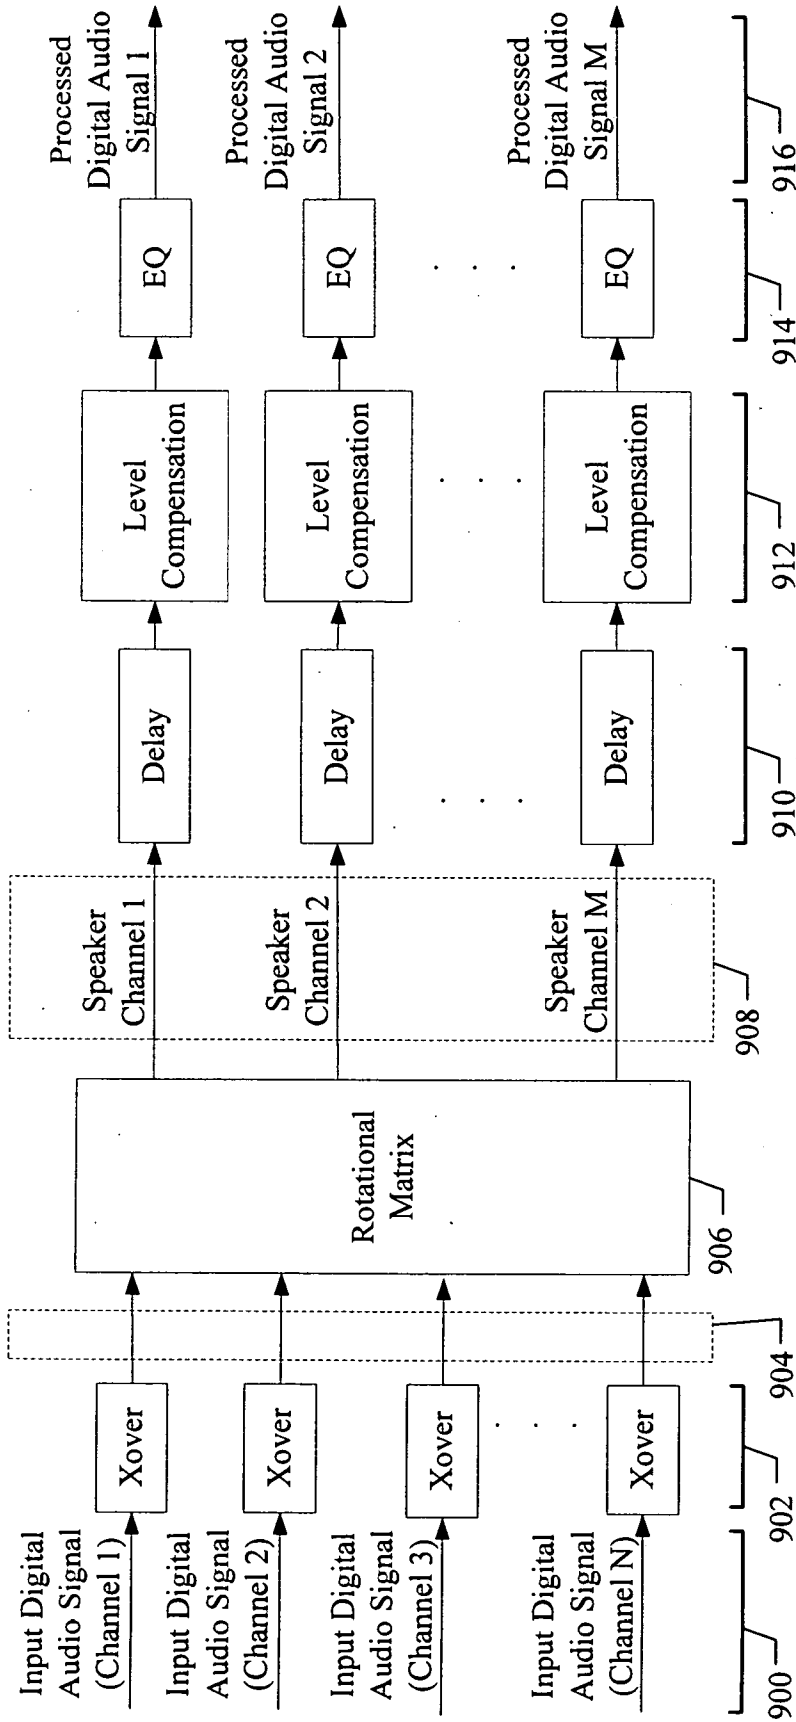 Input Digital
Audio Signal
(Channel 1)
Input Digital
Audio Signal
(Channel 2)
Input Digital
Audio Signal
(Channel 3)
Input Digital
Audio Signal
(Channel N)
900
Xover
Xover
Xover
Xover
902
904
Rotational
Matrix
906
Speaker
Channel 1
Speaker
Channel 2
Speaker
Channel M
908
Delay
Delay
Delay
910
Level
Compensation
Level
Compensation
Level
Compensation
912
EQ
EQ
EQ
914
Processed
Digital Audio
Signal 1
Processed
Digital Audio
Signal 2
Processed
Digital Audio
Signal M
916